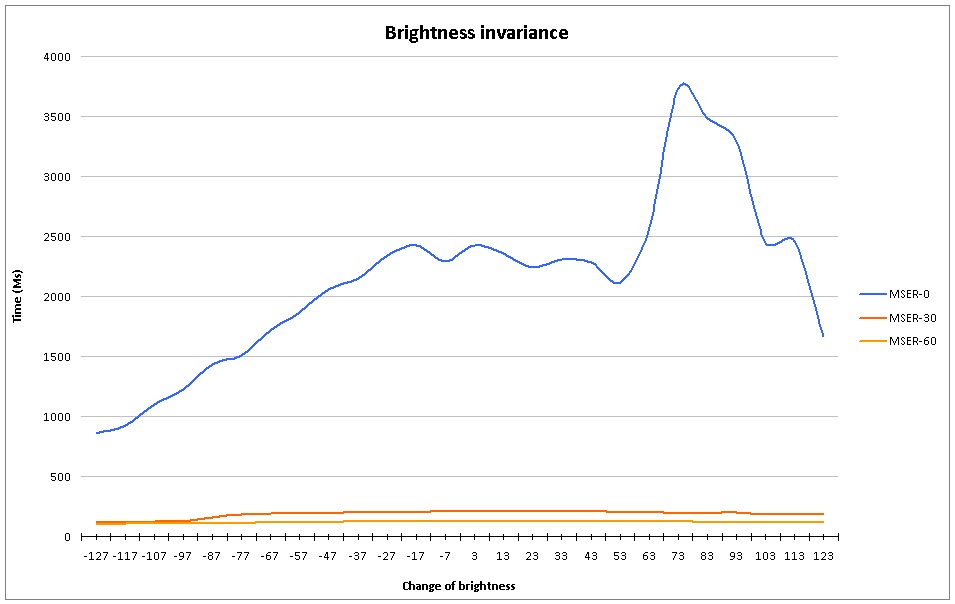 Brightness invariance
4000
3500
3000
2500
2000
1500
1000
500
0
Time (Ms)
-127 -117 -107 -97 -87 -77 -67 -57 -47 -37 -27 -17 -7 3 13 23 33 43 53 63 73 83 93 103 113 123
Change of brightness
MSER-0
MSER-30
MSER-60